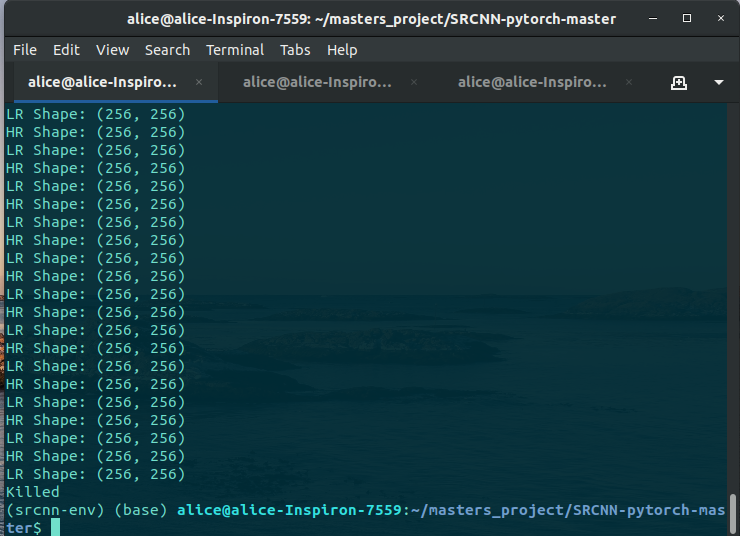 alice@alice-Inspiron-7559: ~/masters_project/SRCNN-pytorch-master
File Edit View Search Terminal Tabs Help
alice@alice-Inspiro... × alice@alice-Inspiro... × alice@alice-Inspiro... ×
LR Shape: (256, 256)
HR Shape: (256, 256)
LR Shape: (256, 256)
HR Shape: (256, 256)
LR Shape: (256, 256)
HR Shape: (256, 256)
LR Shape: (256, 256)
HR Shape: (256, 256)
LR Shape: (256, 256)
HR Shape: (256, 256)
LR Shape: (256, 256)
HR Shape: (256, 256)
LR Shape: (256, 256)
HR Shape: (256, 256)
LR Shape: (256, 256)
HR Shape: (256, 256)
LR Shape: (256, 256)
HR Shape: (256, 256)
LR Shape: (256, 256)
HR Shape: (256, 256)
LR Shape: (256, 256)
Killed
(srcnn-env) (base) alice@alice-Inspiron-7559:~/masters_project/SRCNN-pytorch-mas
ter$